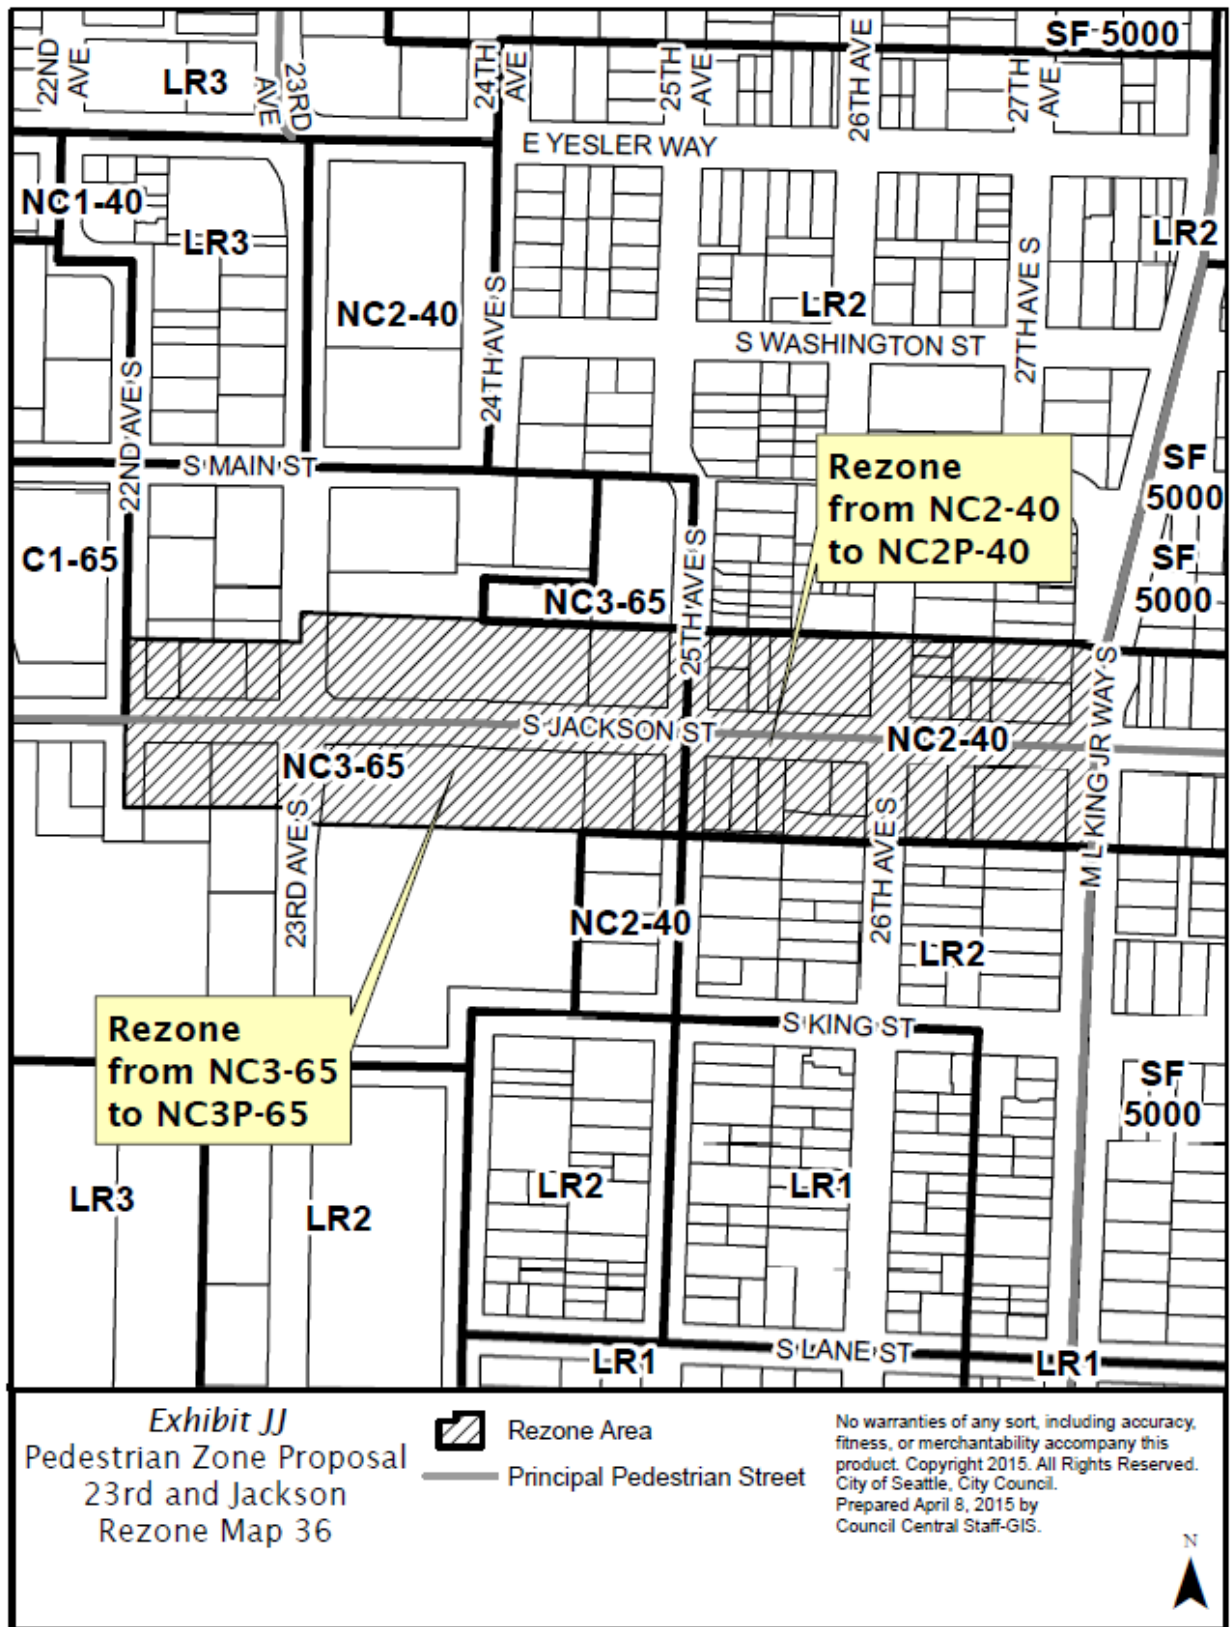 SF 5000
22ND
AVE
LR3
23RD
AVE
24TH
AVE
25TH
AVE
26TH AVE
27TH
AVE
E YESLER WAY
NC1-40
LR3
LR2
NC2-40
LR2
24TH AVE S
27TH AVE S
S WASHINGTON ST
22ND AVE S
S MAIN ST
Rezone
from NC2-40
to NC2P-40
SF
5000
C1-65
SF
5000
NC3-65
25TH AVE S
S JACKSON ST
NC2-40
M L KING JR WAY S
NC3-65
23RD AVE S
26TH AVE S
NC2-40
LR2
Rezone
from NC3-65
to NC3P-65
S KING ST
SF
5000
LR3
LR2
LR2
LR1
S LANE ST
LR1
LR1
Exhibit JJ
Pedestrian Zone Proposal
23rd and Jackson
Rezone Map 36
Rezone Area
Principal Pedestrian Street
No warranties of any sort, including accuracy,
fitness, or merchantability accompany this
product. Copyright 2015. All Rights Reserved.
City of Seattle, City Council.
Prepared April 8, 2015 by
Council Central Staff-GIS.
N